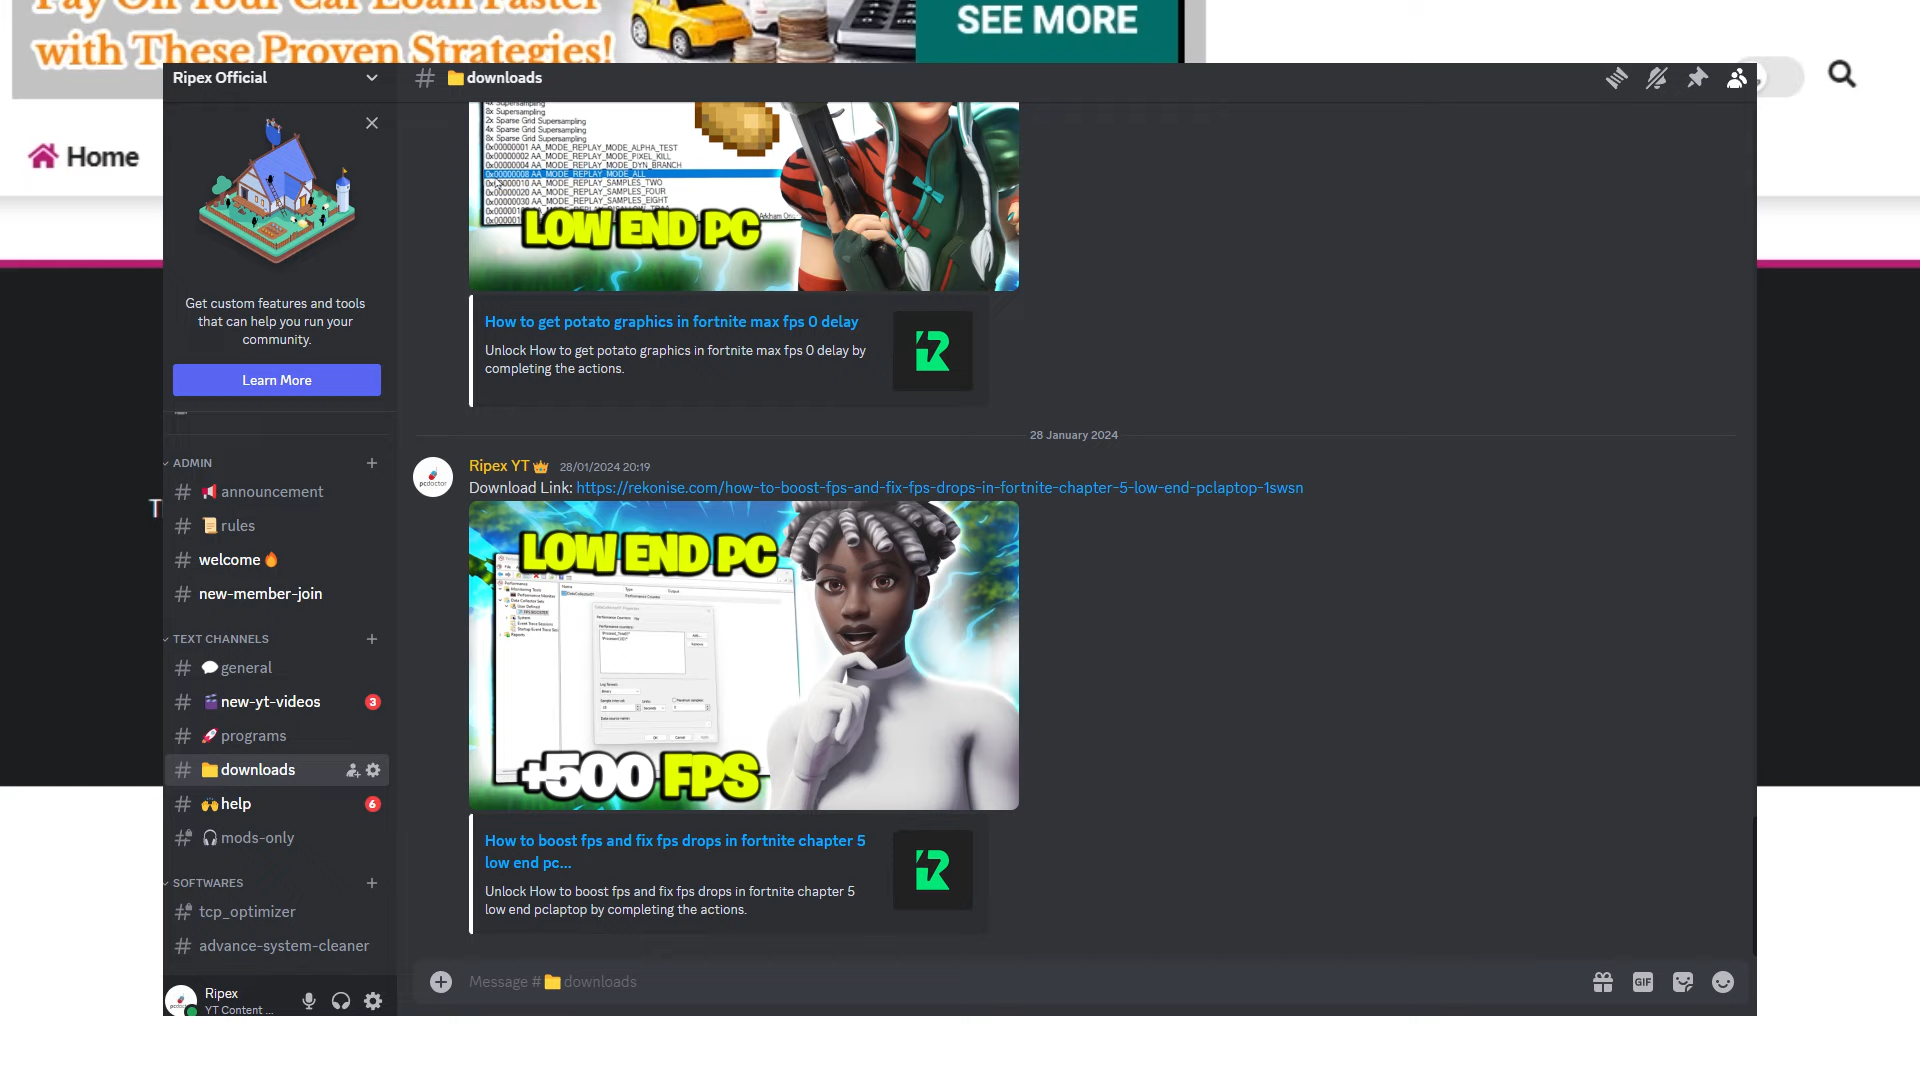 Pay Off Your Car Loan Faster
with These Proven Strategies!
SEE MORE
Home
Ripex Official
downloads
Get custom features and tools
that can help you run your
community.
Learn More
ADMIN
announcement
rules
welcome
new-member-join
TEXT CHANNELS
general
new-yt-videos 3
programs
downloads
help 6
mods-only
SOFTWARES
tcp_optimizer
advance-system-cleaner
Ripex
YT Content ...
4x Supersampling
8x Supersampling
2x Sparse Grid Supersampling
4x Sparse Grid Supersampling
8x Sparse Grid Supersampling
0x00000001 AA_MODE_REPLAY_MODE_ALPHA_TEST
0x00000002 AA_MODE_REPLAY_MODE_PIXEL_KILL
0x00000004 AA_MODE_REPLAY_MODE_DYN_BRANCH
0x00000008 AA_MODE_REPLAY_MODE_ALL
0x00000010 AA_MODE_REPLAY_SAMPLES_TWO
0x00000020 AA_MODE_REPLAY_SAMPLES_FOUR
0x00000030 AA_MODE_REPLAY_SAMPLES_EIGHT
LOW END PC
How to get potato graphics in fortnite max fps 0 delay
Unlock How to get potato graphics in fortnite max fps 0 delay by
completing the actions.
28 January 2024
Ripex YT 28/01/2024 20:19
pcdoctor
Download Link: https://rekonise.com/how-to-boost-fps-and-fix-fps-drops-in-fortnite-chapter-5-low-end-pclaptop-1swsn
LOW END PC
+500 FPS
How to boost fps and fix fps drops in fortnite chapter 5
low end pc...
Unlock How to boost fps and fix fps drops in fortnite chapter 5
low end pclaptop by completing the actions.
Message # downloads
GIF